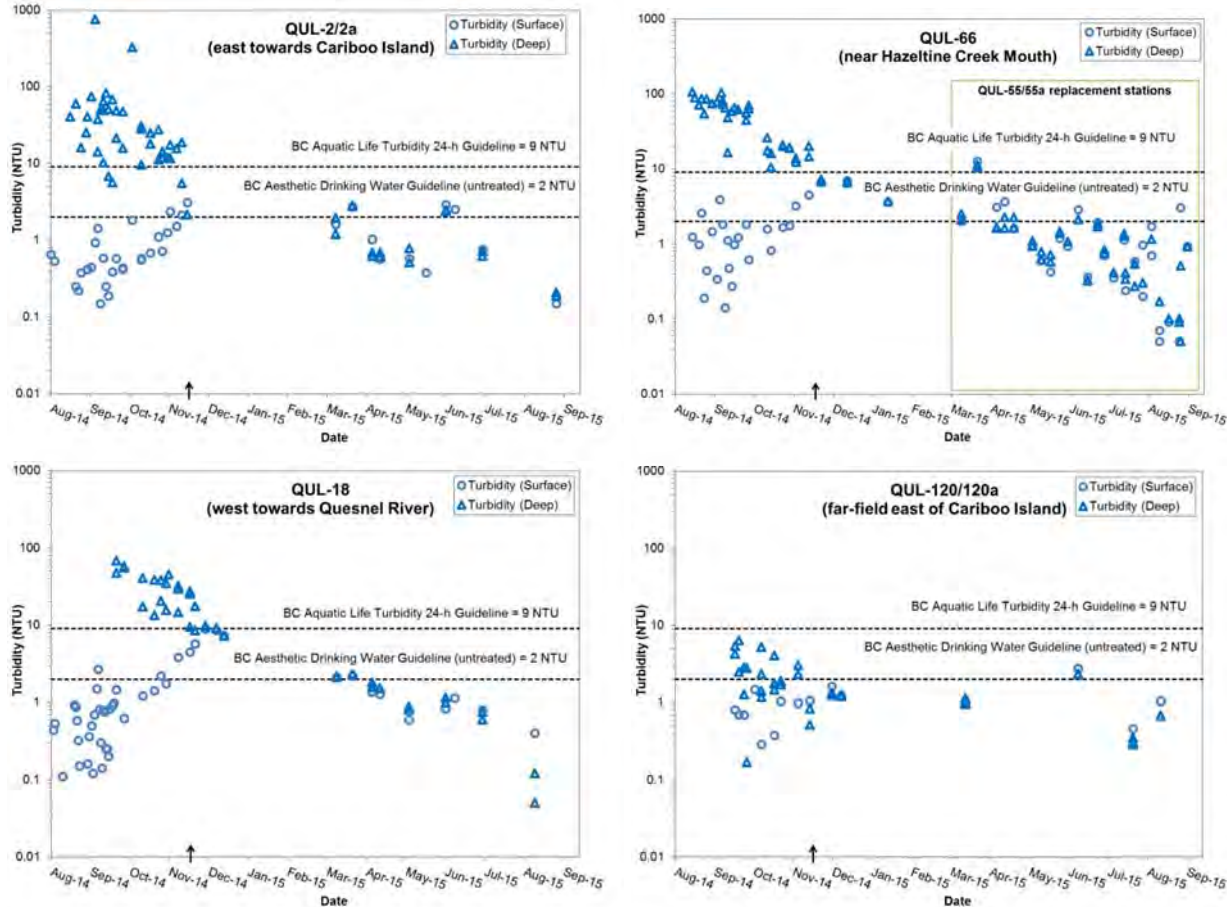 QUL-2/2a
(east towards Cariboo Island)
Turbidity (Surface)
Turbidity (Deep)
1000
100
10
1
0.1
0.01
Turbidity (NTU)
BC Aquatic Life Turbidity 24-h Guideline = 9 NTU
BC Aesthetic Drinking Water Guideline (untreated) = 2 NTU
Aug-14 Sep-14 Oct-14 Nov-14 Dec-14 Jan-15 Feb-15 Mar-15 Apr-15 May-15 Jun-15 Jul-15 Aug-15 Sep-15
Date
QUL-66
(near Hazeltine Creek Mouth)
Turbidity (Surface)
Turbidity (Deep)
QUL-55/55a replacement stations
1000
100
10
1
0.1
0.01
Turbidity (NTU)
BC Aquatic Life Turbidity 24-h Guideline = 9 NTU
BC Aesthetic Drinking Water Guideline (untreated) = 2 NTU
Aug-14 Sep-14 Oct-14 Nov-14 Dec-14 Jan-15 Feb-15 Mar-15 Apr-15 May-15 Jun-15 Jul-15 Aug-15 Sep-15
Date
QUL-18
(west towards Quesnel River)
Turbidity (Surface)
Turbidity (Deep)
1000
100
10
1
0.1
0.01
Turbidity (NTU)
BC Aquatic Life Turbidity 24-h Guideline = 9 NTU
BC Aesthetic Drinking Water Guideline (untreated) = 2 NTU
Aug-14 Sep-14 Oct-14 Nov-14 Dec-14 Jan-15 Feb-15 Mar-15 Apr-15 May-15 Jun-15 Jul-15 Aug-15 Sep-15
Date
QUL-120/120a
(far-field east of Cariboo Island)
Turbidity (Surface)
Turbidity (Deep)
1000
100
10
1
0.1
0.01
Turbidity (NTU)
BC Aquatic Life Turbidity 24-h Guideline = 9 NTU
BC Aesthetic Drinking Water Guideline (untreated) = 2 NTU
Aug-14 Sep-14 Oct-14 Nov-14 Dec-14 Jan-15 Feb-15 Mar-15 Apr-15 May-15 Jun-15 Jul-15 Aug-15 Sep-15
Date